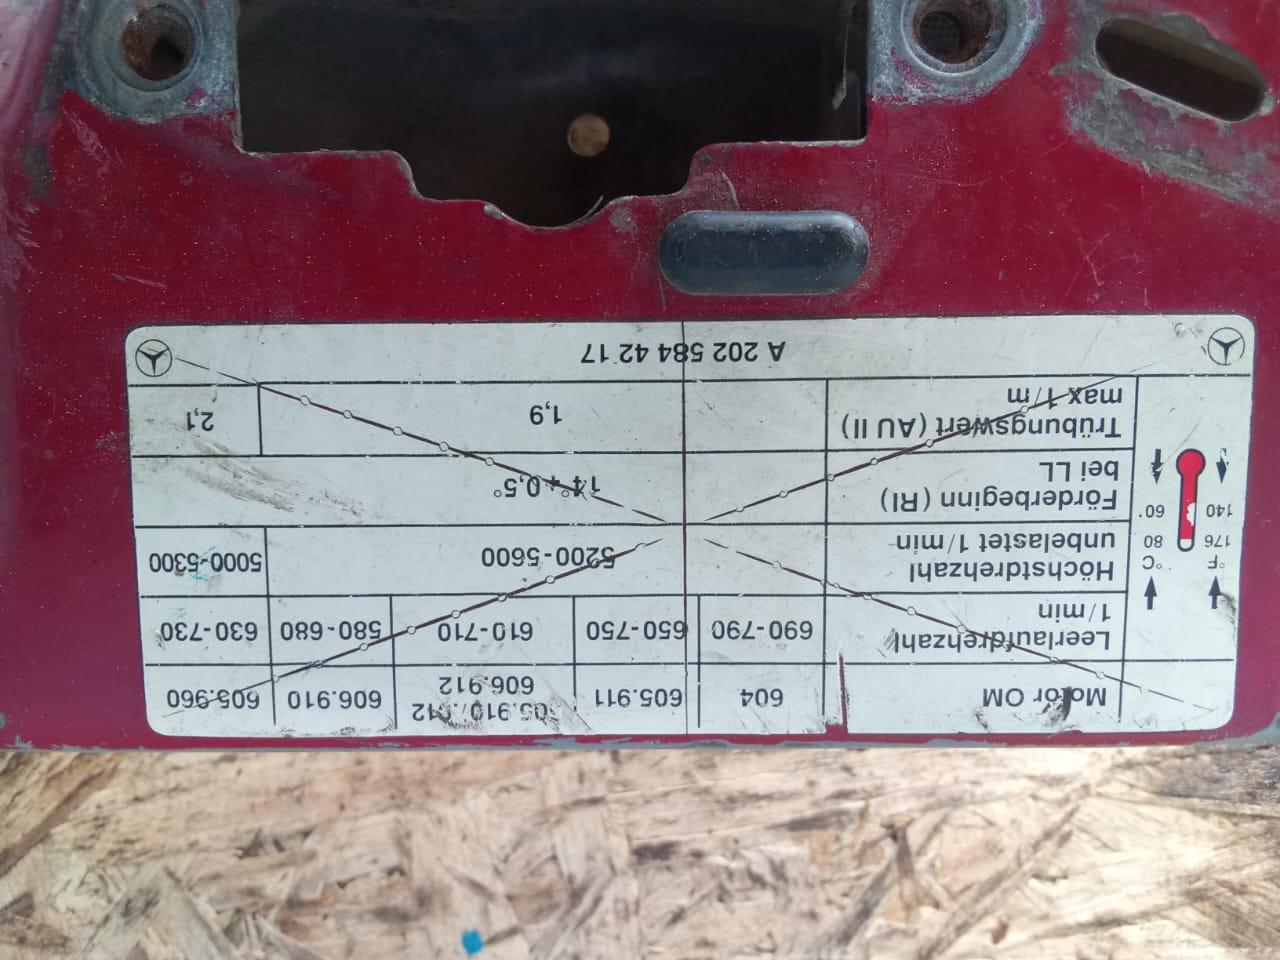 Motor OM 604 605.911 605.910/.912 606.910 605.960
606.912
Leerlaufdrehzahl 690-790 650-750 610-710 580-680 630-730
1/min
Höchstdrehzahl 5200-5600 5000-5300
unbelastet 1/min
°F °C
176 80
140 60°
Förderbeginn (RI) 14+0,5°
bei LL
Trübungswert (AU II) 1,9 2,1
max 1/m
A 202 584 42 17